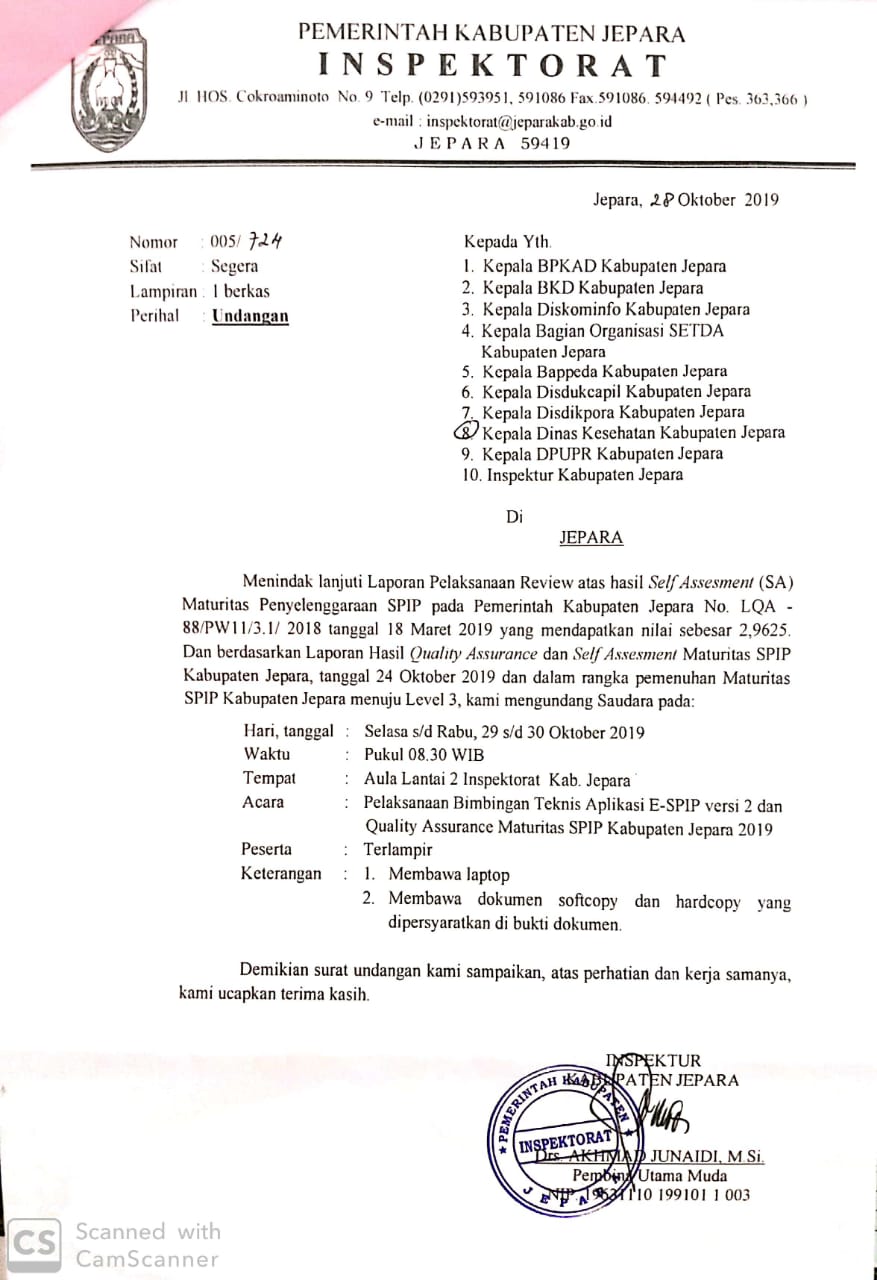 JEPARA
PEMERINTAH KABUPATEN JEPARA
INSPEKTORAT
Jl. HOS. Cokroaminoto No. 9 Telp. (0291)593951, 591086 Fax.591086. 594492 ( Pes. 363,366 )
e-mail : inspektorat@jeparakab.go.id
JEPARA 59419
Jepara, 28 Oktober 2019
Nomor : 005/ 724
Sifat : Segera
Lampiran : 1 berkas
Perihal : Undangan
Kepada Yth.
1. Kepala BPKAD Kabupaten Jepara
2. Kepala BKD Kabupaten Jepara
3. Kepala Diskominfo Kabupaten Jepara
4. Kepala Bagian Organisasi SETDA
Kabupaten Jepara
5. Kepala Bappeda Kabupaten Jepara
6. Kepala Disdukcapil Kabupaten Jepara
7. Kepala Disdikpora Kabupaten Jepara
8. Kepala Dinas Kesehatan Kabupaten Jepara
9. Kepala DPUPR Kabupaten Jepara
10. Inspektur Kabupaten Jepara
Di
JEPARA
Menindak lanjuti Laporan Pelaksanaan Review atas hasil Self Assesment (SA)
Maturitas Penyelenggaraan SPIP pada Pemerintah Kabupaten Jepara No. LQA -
88/PW11/3.1/ 2018 tanggal 18 Maret 2019 yang mendapatkan nilai sebesar 2,9625.
Dan berdasarkan Laporan Hasil Quality Assurance dan Self Assesment Maturitas SPIP
Kabupaten Jepara, tanggal 24 Oktober 2019 dan dalam rangka pemenuhan Maturitas
SPIP Kabupaten Jepara menuju Level 3, kami mengundang Saudara pada:
Hari, tanggal : Selasa s/d Rabu, 29 s/d 30 Oktober 2019
Waktu : Pukul 08.30 WIB
Tempat : Aula Lantai 2 Inspektorat Kab. Jepara
Acara : Pelaksanaan Bimbingan Teknis Aplikasi E-SPIP versi 2 dan
Quality Assurance Maturitas SPIP Kabupaten Jepara 2019
Peserta : Terlampir
Keterangan : 1. Membawa laptop
2. Membawa dokumen softcopy dan hardcopy yang
dipersyaratkan di bukti dokumen.
Demikian surat undangan kami sampaikan, atas perhatian dan kerja samanya,
kami ucapkan terima kasih.
INSPEKTUR
KABUPATEN JEPARA
PEMERINTAH KABUPATEN
INSPEKTORAT
JEPARA
Drs. AKHMAD JUNAIDI, M Si.
Pembina Utama Muda
NIP. 19631110 199101 1 003
CS Scanned with
CamScanner